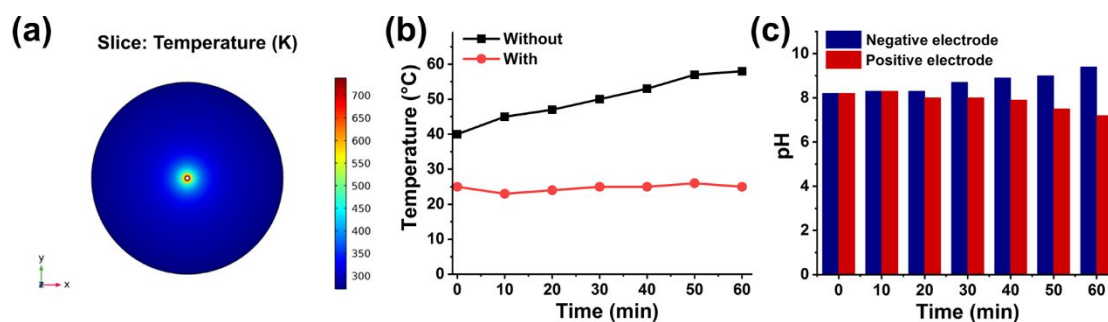 (a)
Slice: Temperature (K)
700
650
600
550
500
450
400
350
300
y
z
x
(b)
Without
With
Temperature (°C)
60
50
40
30
20
10
0
0 10 20 30 40 50 60
Time (min)
(c)
Negative electrode
Positive electrode
pH
10
8
6
4
2
0
0 10 20 30 40 50 60
Time (min)